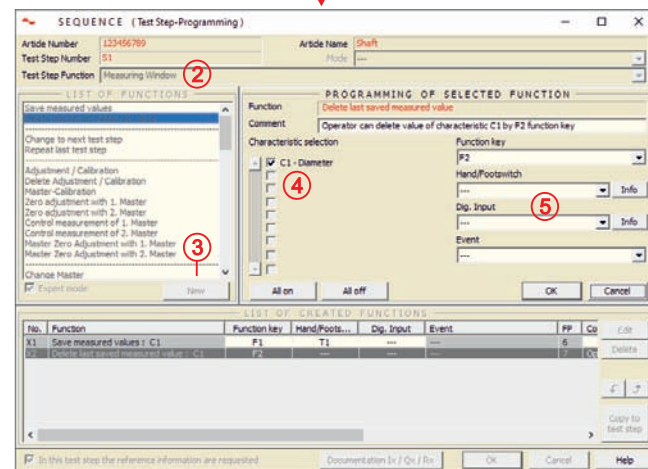 SEQUENCE (Test Step-Programming)
Article Number 123456789 Article Name Shaft
Test Step Number S1 Mode ---
Test Step Function Measuring Window ②
LIST OF FUNCTIONS
Save measured values
Change to next test step
Repeat last test step
Adjustment / Calibration
Delete Adjustment / Calibration
Master-Calibration
Zero adjustment with 1. Master
Zero adjustment with 2. Master
Control measurement of 1. Master
Control measurement of 2. Master
Master Zero Adjustment with 1. Master
Master Zero Adjustment with 2. Master
③
Change Master
Expert mode New
PROGRAMMING OF SELECTED FUNCTION
Function Delete last saved measured value
Comment Operator can delete value of characteristic C1 by F2 function key
Characteristic selection Function key
C1 - Diameter F2
④ Hand/Footswitch
--- Info
Dig. Input ⑤
--- Info
Event
---
All on All off OK Cancel
LIST OF CREATED FUNCTIONS
No. Function Function key Hand/Foots... Dig. Input Event FP Co
X1 Save measured values : C1 F1 T1 --- --- 6
X2 Delete last saved measured value : C1 F2 --- --- --- 7 Op
Edit
Delete
Copy to
test step
In this test step the reference information are requested Documentation Ix / Qx / Rx OK Cancel Help